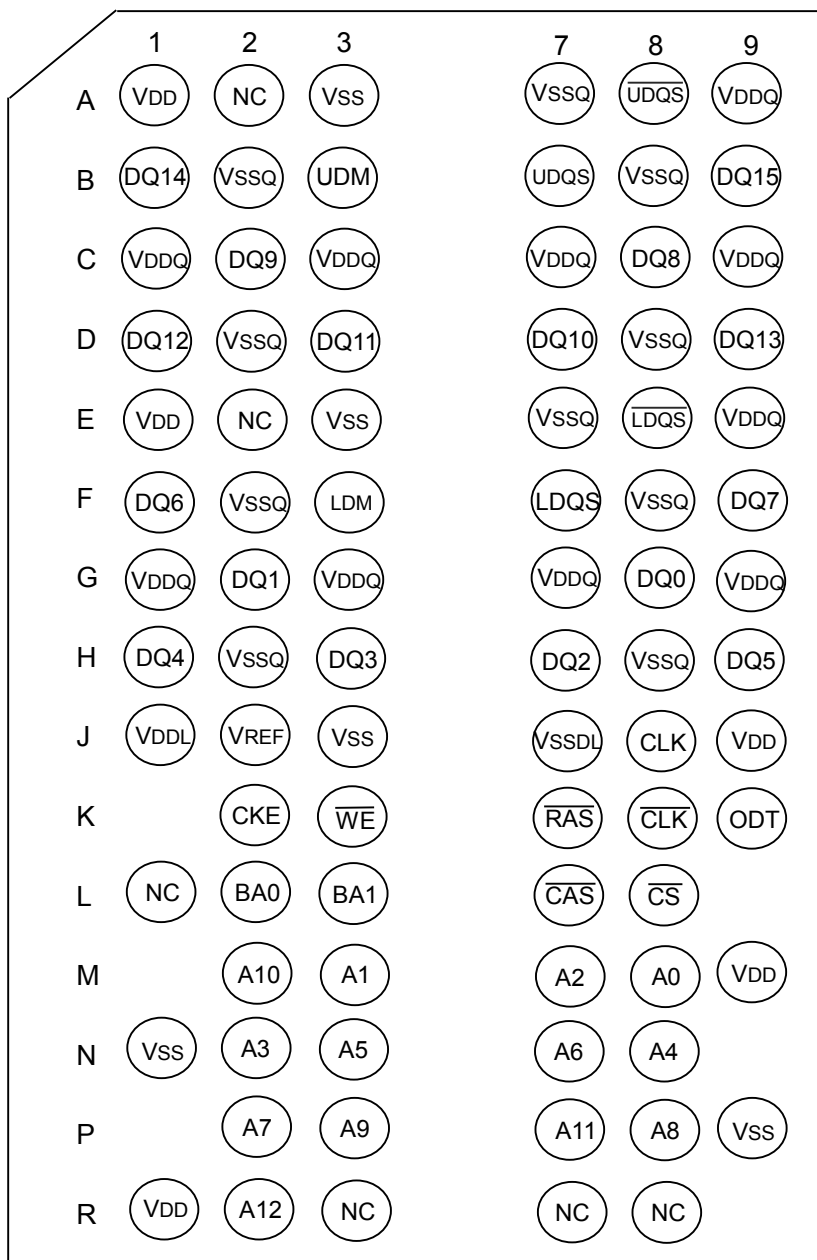 1 2 3 7 8 9
A VDD NC VSS VSSQ UDQS VDDQ
B DQ14 VSSQ UDM UDQS VSSQ DQ15
C VDDQ DQ9 VDDQ VDDQ DQ8 VDDQ
D DQ12 VSSQ DQ11 DQ10 VSSQ DQ13
E VDD NC VSS VSSQ LDQS VDDQ
F DQ6 VSSQ LDM LDQS VSSQ DQ7
G VDDQ DQ1 VDDQ VDDQ DQ0 VDDQ
H DQ4 VSSQ DQ3 DQ2 VSSQ DQ5
J VDDL VREF VSS VSSDL CLK VDD
K CKE WE RAS CLK ODT
L NC BA0 BA1 CAS CS
M A10 A1 A2 A0 VDD
N VSS A3 A5 A6 A4
P A7 A9 A11 A8 VSS
R VDD A12 NC NC NC